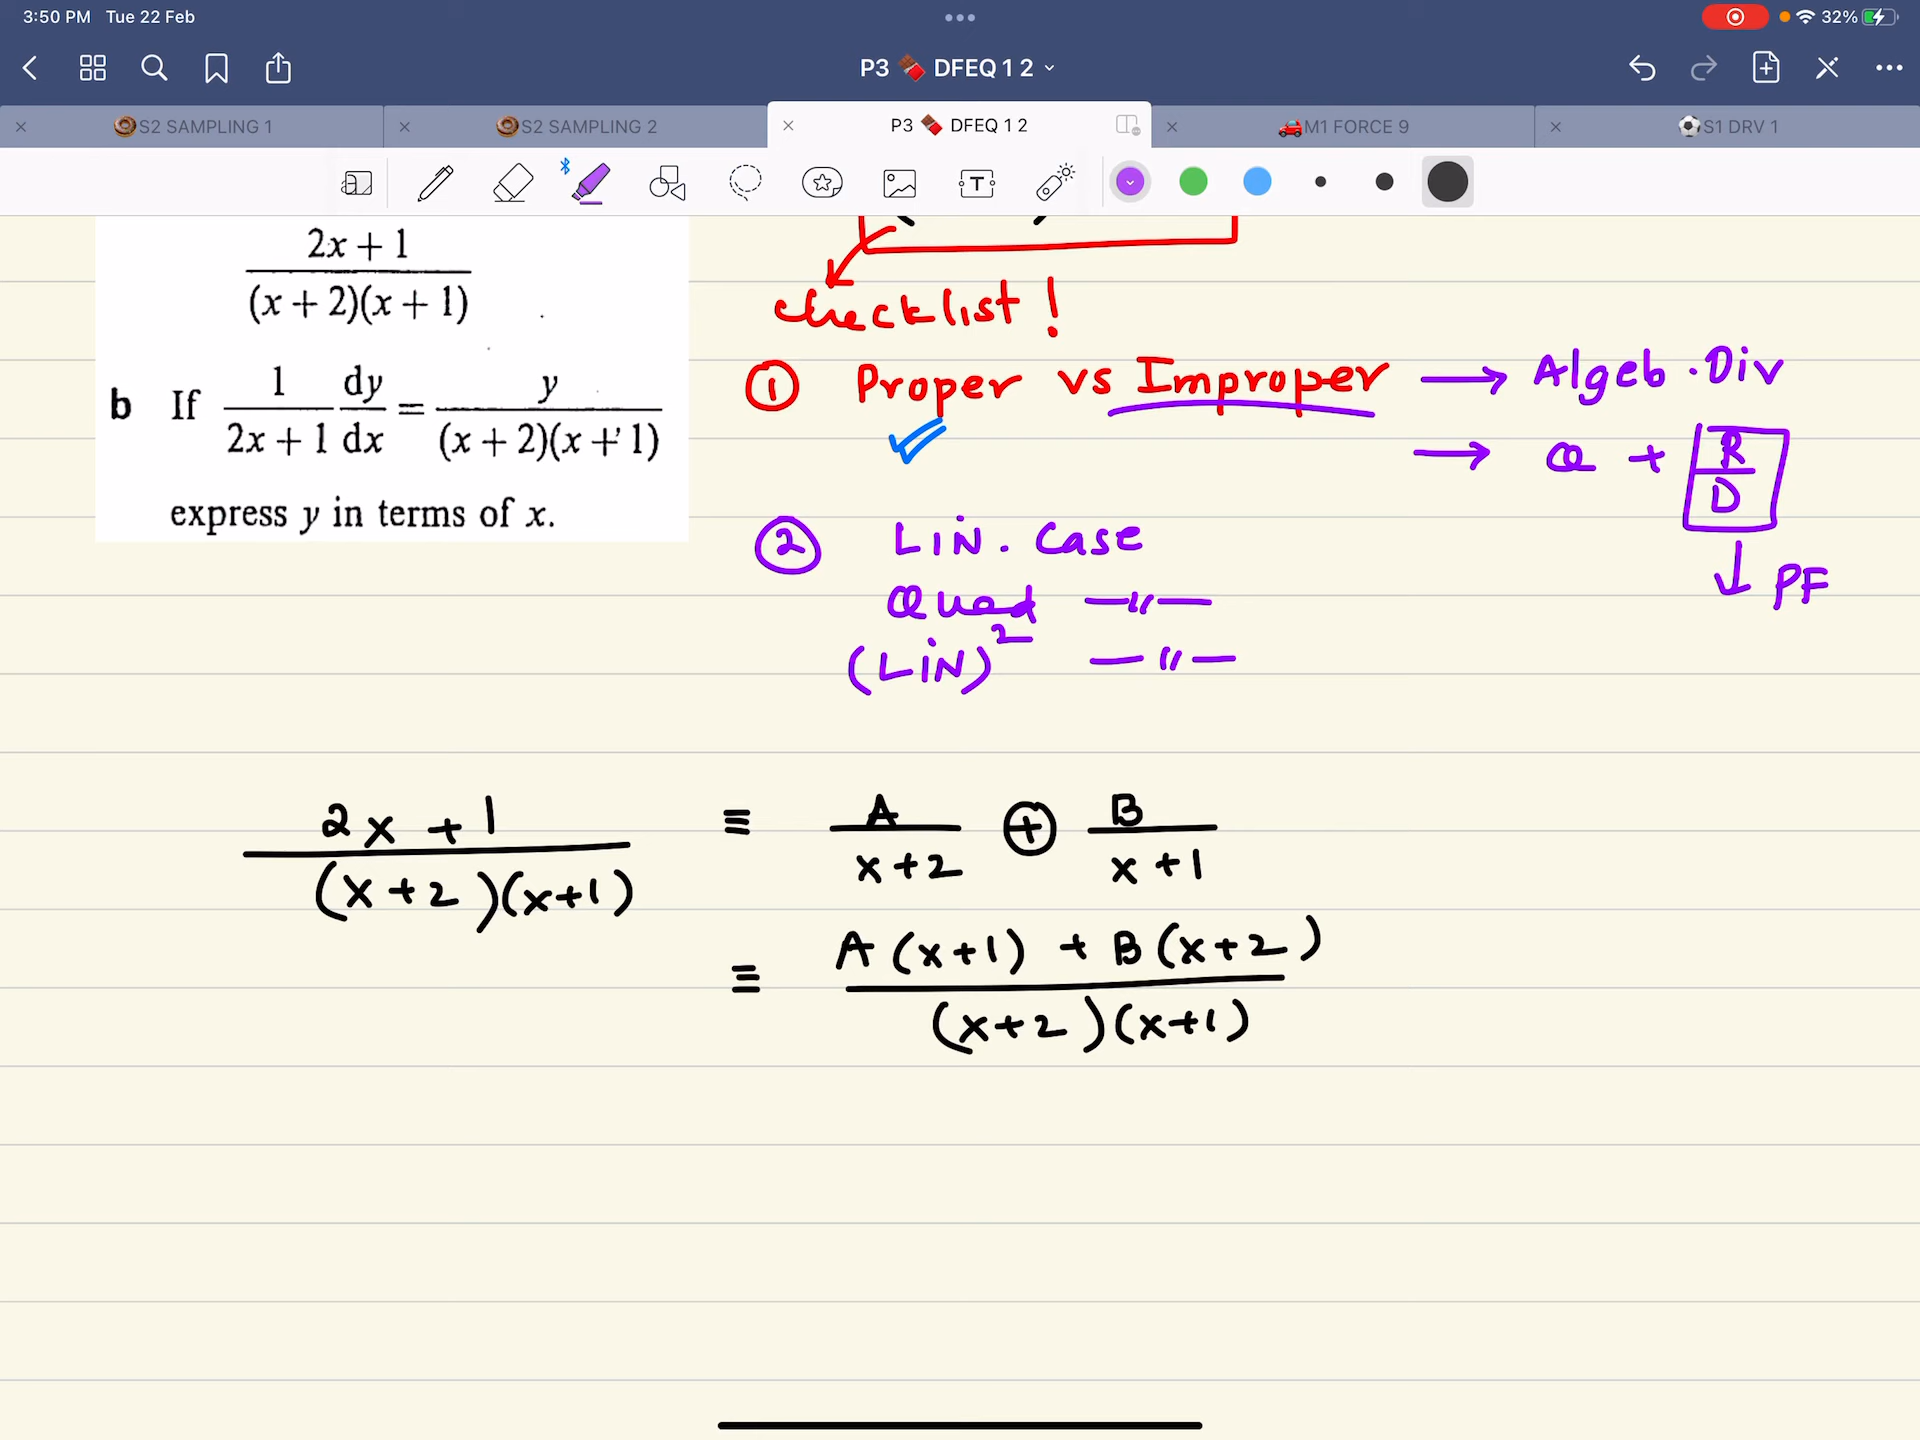 3:50 PM Tue 22 Feb
32%
P3 🍫 DFEQ 1 2
S2 SAMPLING 1
S2 SAMPLING 2
P3 🍫 DFEQ 1 2
M1 FORCE 9
S1 DRV 1
2x + 1
(x + 2)(x + 1)
b If 1/(2x + 1) dy/dx = y/((x + 2)(x + 1))
express y in terms of x.
checklist !
① Proper vs Improper → Algeb. Div
→ Q + R/D
↓ PF
② LiN. Case
Quad —〃—
(LiN)² —〃—
(2x + 1)/((x+2)(x+1)) ≡ A/(x+2) ⊕ B/(x+1)
≡ (A(x+1) + B(x+2))/((x+2)(x+1))